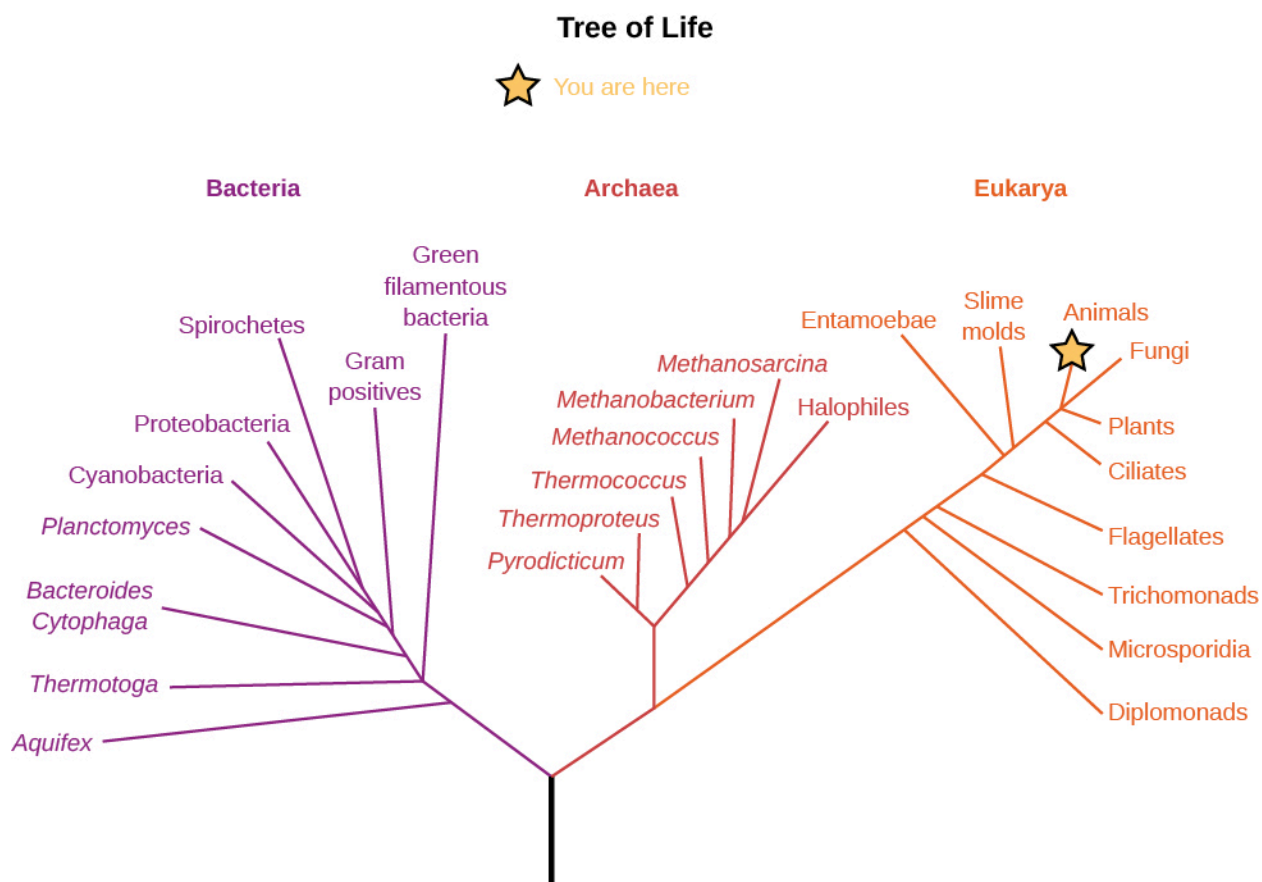 Tree of Life
You are here
Bacteria
Archaea
Eukarya
Green
filamentous
bacteria
Spirochetes
Gram
positives
Proteobacteria
Cyanobacteria
Planctomyces
Bacteroides
Cytophaga
Thermotoga
Aquifex
Methanosarcina
Methanobacterium
Halophiles
Methanococcus
Thermococcus
Thermoproteus
Pyrodicticum
Entamoebae
Slime
molds
Animals
Fungi
Plants
Ciliates
Flagellates
Trichomonads
Microsporidia
Diplomonads